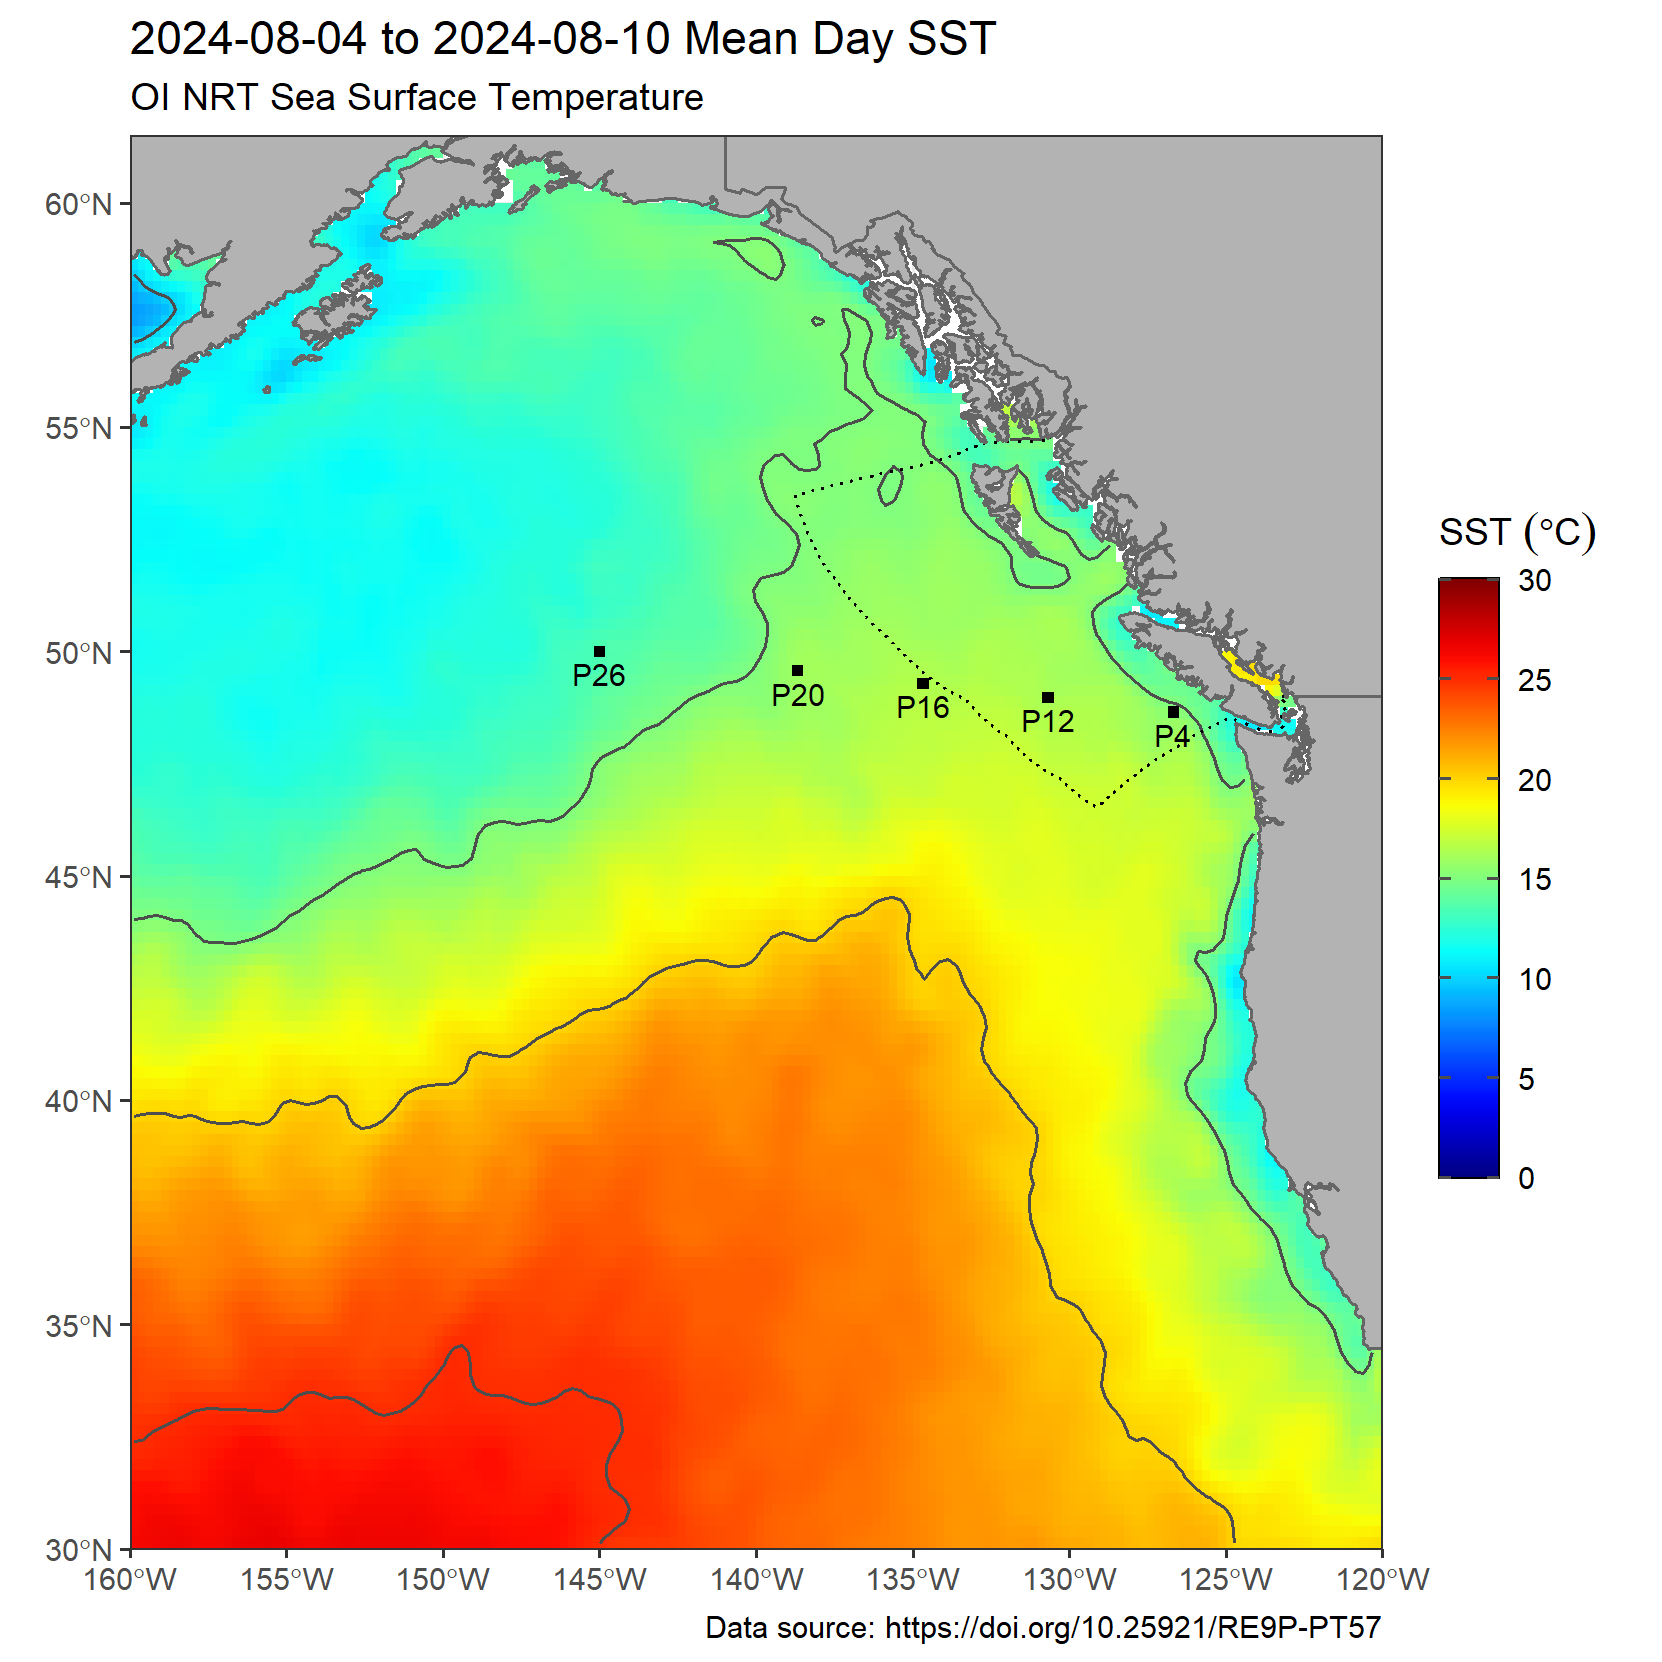 2024-08-04 to 2024-08-10 Mean Day SST
OI NRT Sea Surface Temperature
60°N
55°N
50°N
45°N
40°N
35°N
30°N
P26
P20
P16
P12
P4
SST (°C)
30
25
20
15
10
5
0
160°W
155°W
150°W
145°W
140°W
135°W
130°W
125°W
120°W
Data source: https://doi.org/10.25921/RE9P-PT57